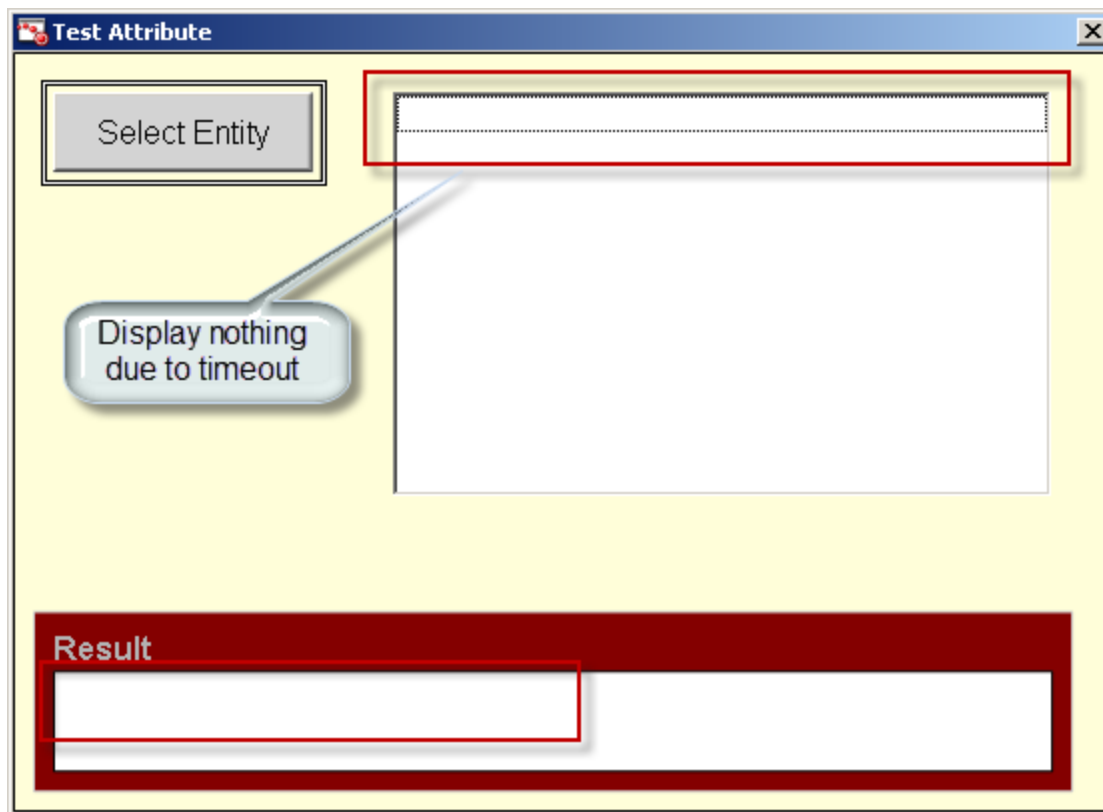 Test Attribute
Select Entity
Display nothing
due to timeout
Result